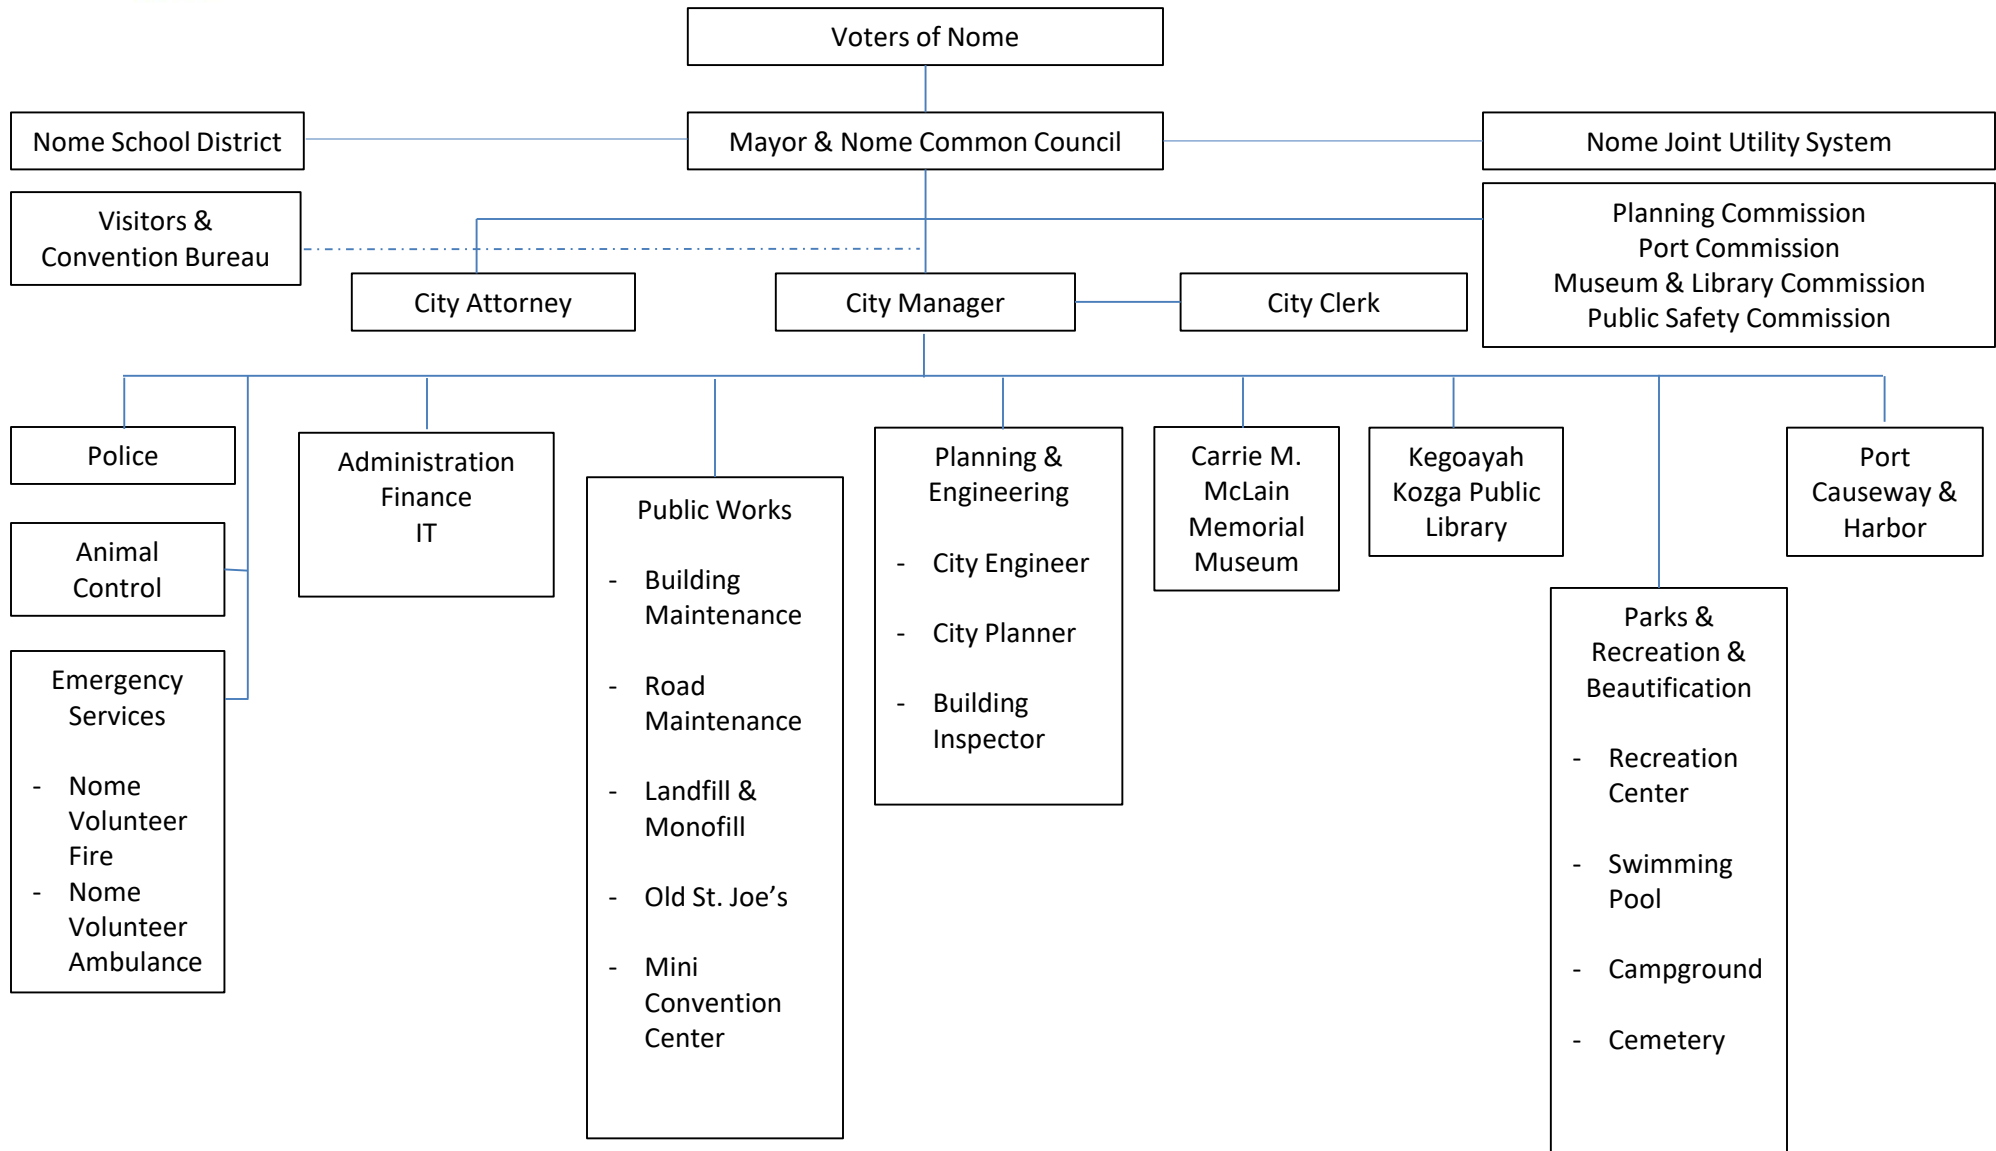 Voters of Nome
Nome School District
Mayor & Nome Common Council
Nome Joint Utility System
Visitors &
Convention Bureau
Planning Commission
Port Commission
Museum & Library Commission
Public Safety Commission
City Attorney
City Manager
City Clerk
Police
Animal
Control
Emergency
Services
- Nome
Volunteer
Fire
- Nome
Volunteer
Ambulance
Administration
Finance
IT
Public Works
- Building
Maintenance
- Road
Maintenance
- Landfill &
Monofill
- Old St. Joe’s
- Mini
Convention
Center
Planning &
Engineering
- City Engineer
- City Planner
- Building
Inspector
Carrie M.
McLain
Memorial
Museum
Kegoayah
Kozga Public
Library
Parks &
Recreation &
Beautification
- Recreation
Center
- Swimming
Pool
- Campground
- Cemetery
Port
Causeway &
Harbor